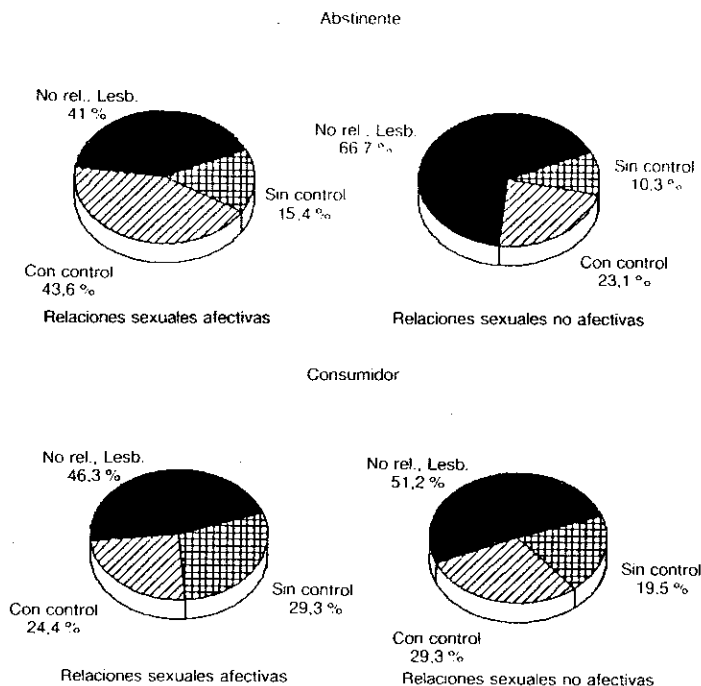 Abstinente
No rel., Lesb.
41 %
Sin control
15,4 %
Con control
43,6 %
Relaciones sexuales afectivas
No rel., Lesb.
66,7 %
Sin control
10,3 %
Con control
23,1 %
Relaciones sexuales no afectivas
Consumidor
No rel., Lesb.
46,3 %
Sin control
29,3 %
Con control
24,4 %
Relaciones sexuales afectivas
No rel., Lesb.
51,2 %
Sin control
19.5 %
Con control
29.3 %
Relaciones sexuales no afectivas